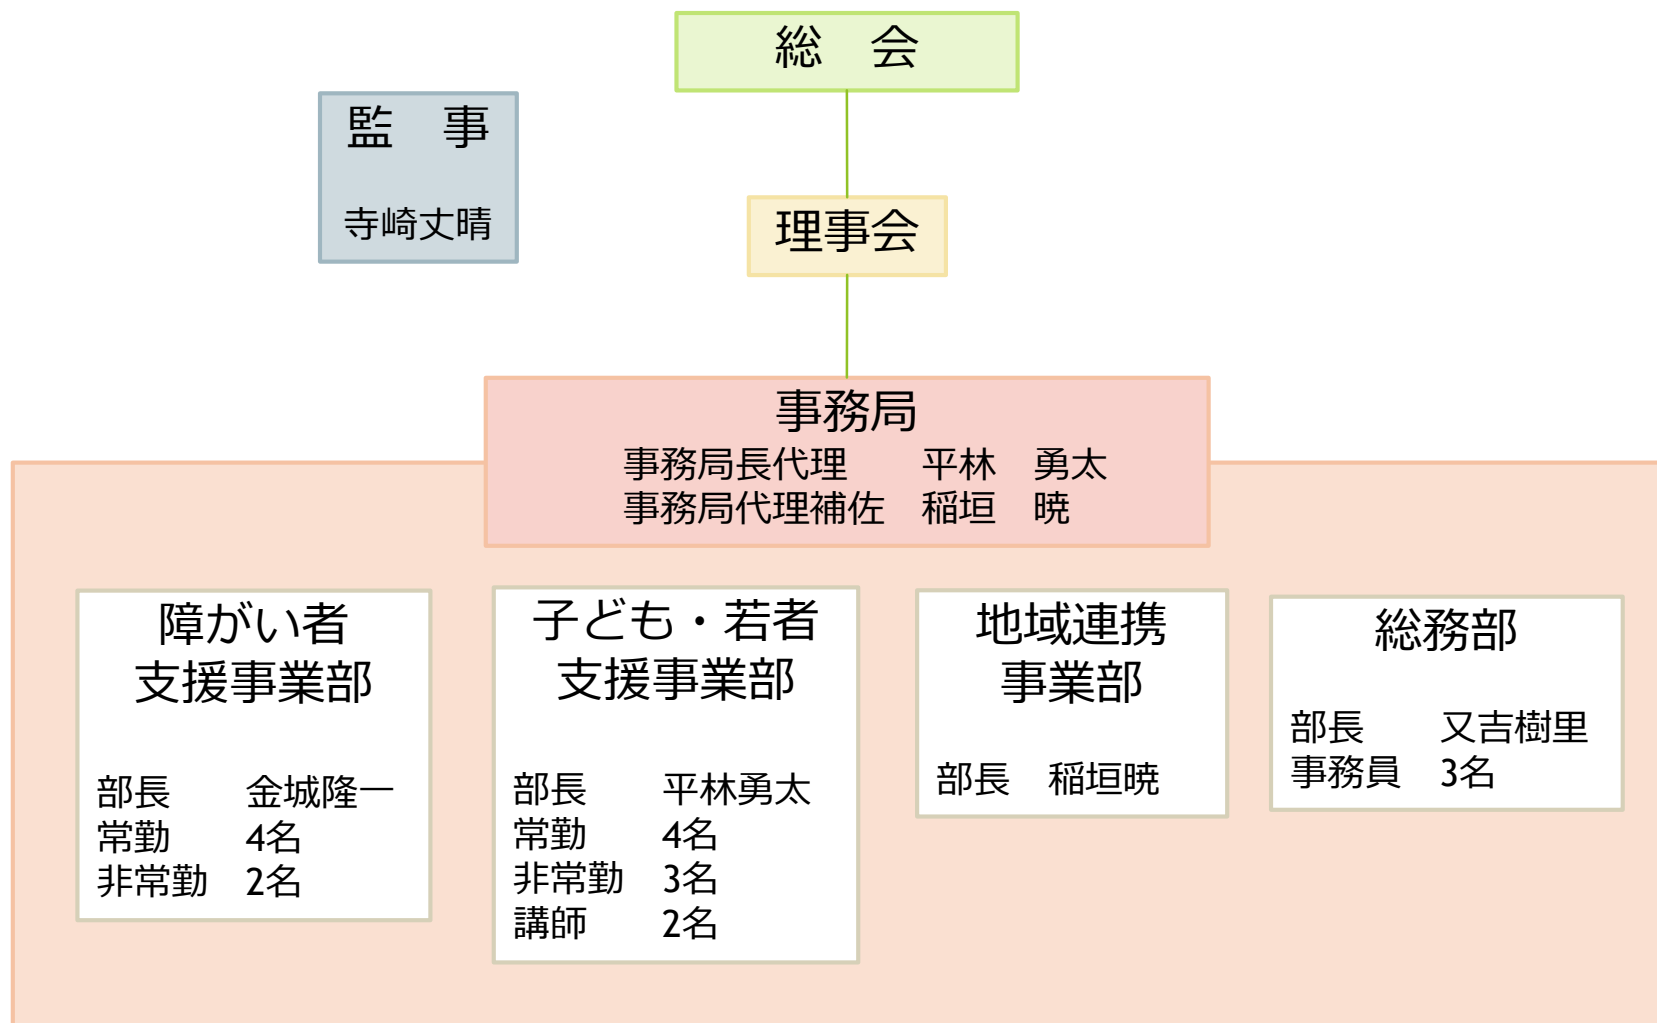 総　会
監　事
寺崎丈晴
理事会
事務局
事務局長代理　　平林　勇太
事務局代理補佐　稲垣　暁
障がい者
支援事業部
部長　　金城隆一
常勤　　4名
非常勤　2名
子ども・若者
支援事業部
部長　　平林勇太
常勤　　4名
非常勤　3名
講師　　2名
地域連携
事業部
部長　稲垣暁
総務部
部長　　又吉樹里
事務員　3名